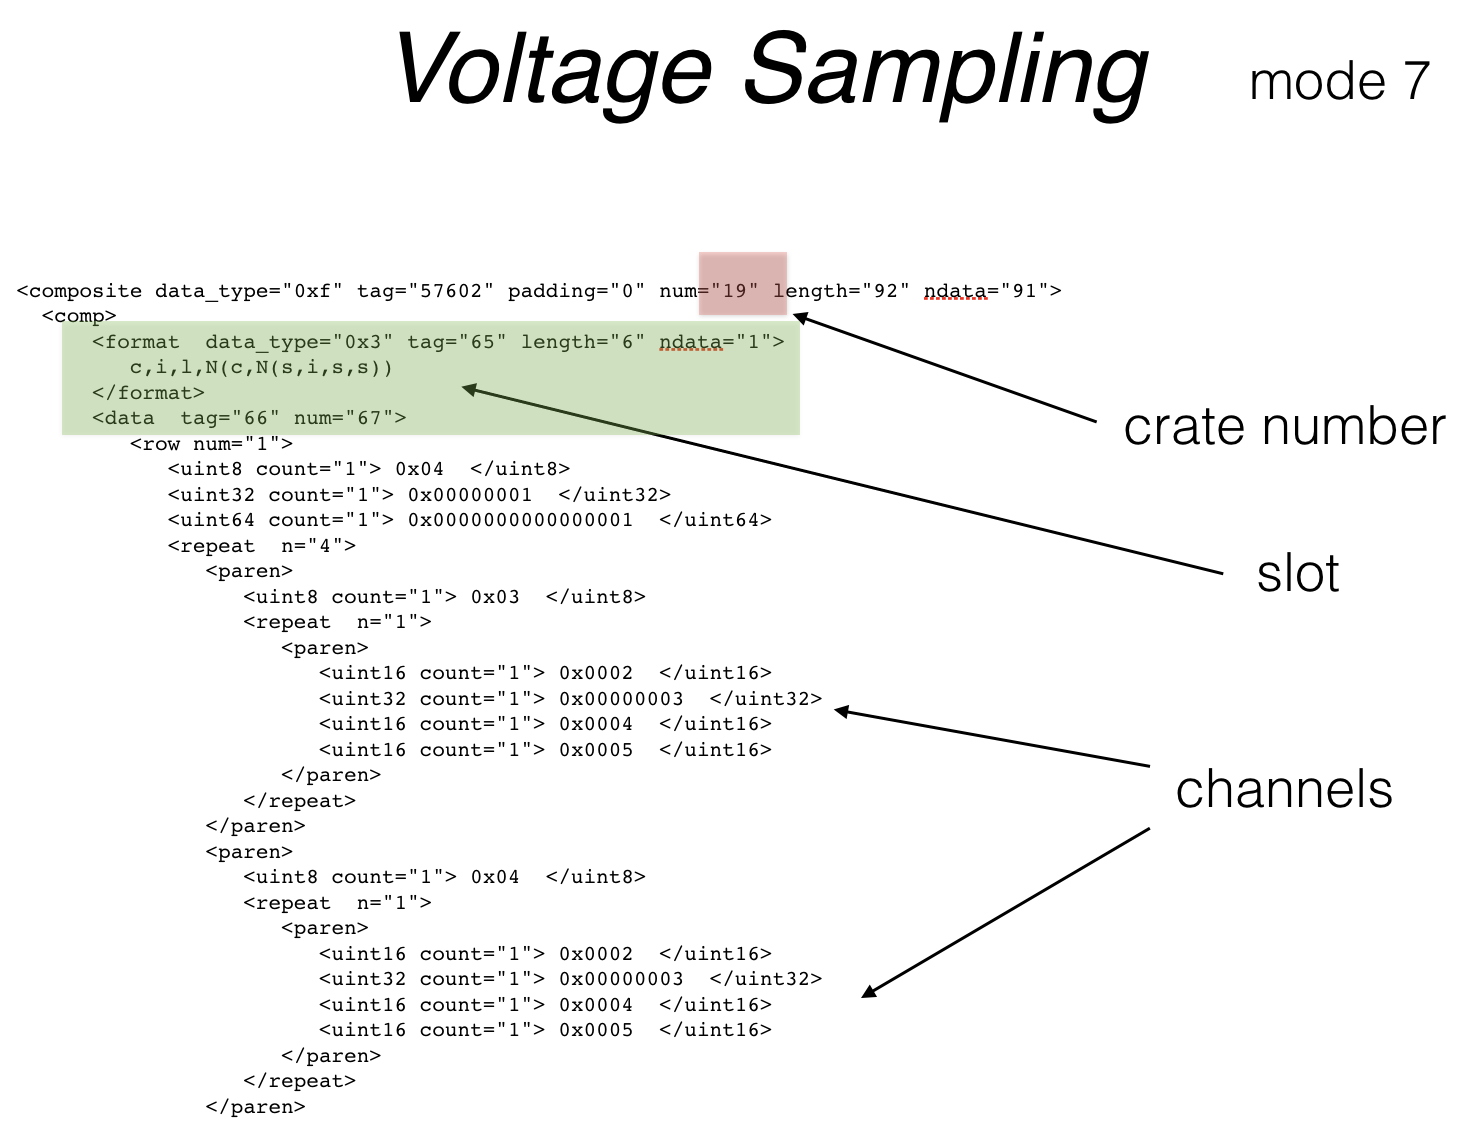 Voltage Sampling mode 7
<composite data_type="0xf" tag="57602" padding="0" num="19" length="92" ndata="91">
<comp>
<format  data_type="0x3" tag="65" length="6" ndata="1">
c,i,l,N(c,N(s,i,s,s))
</format>
<data  tag="66" num="67">
crate number
<row num="1">
<uint8 count="1"> 0x04  </uint8>
<uint32 count="1"> 0x00000001  </uint32>
<uint64 count="1"> 0x0000000000000001  </uint64>
<repeat  n="4">
<paren>
slot
<uint8 count="1"> 0x03  </uint8>
<repeat  n="1">
<paren>
<uint16 count="1"> 0x0002  </uint16>
<uint32 count="1"> 0x00000003  </uint32>
<uint16 count="1"> 0x0004  </uint16>
<uint16 count="1"> 0x0005  </uint16>
</paren>
channels
</repeat>
</paren>
<paren>
<uint8 count="1"> 0x04  </uint8>
<repeat  n="1">
<paren>
<uint16 count="1"> 0x0002  </uint16>
<uint32 count="1"> 0x00000003  </uint32>
<uint16 count="1"> 0x0004  </uint16>
<uint16 count="1"> 0x0005  </uint16>
</paren>
</repeat>
</paren>